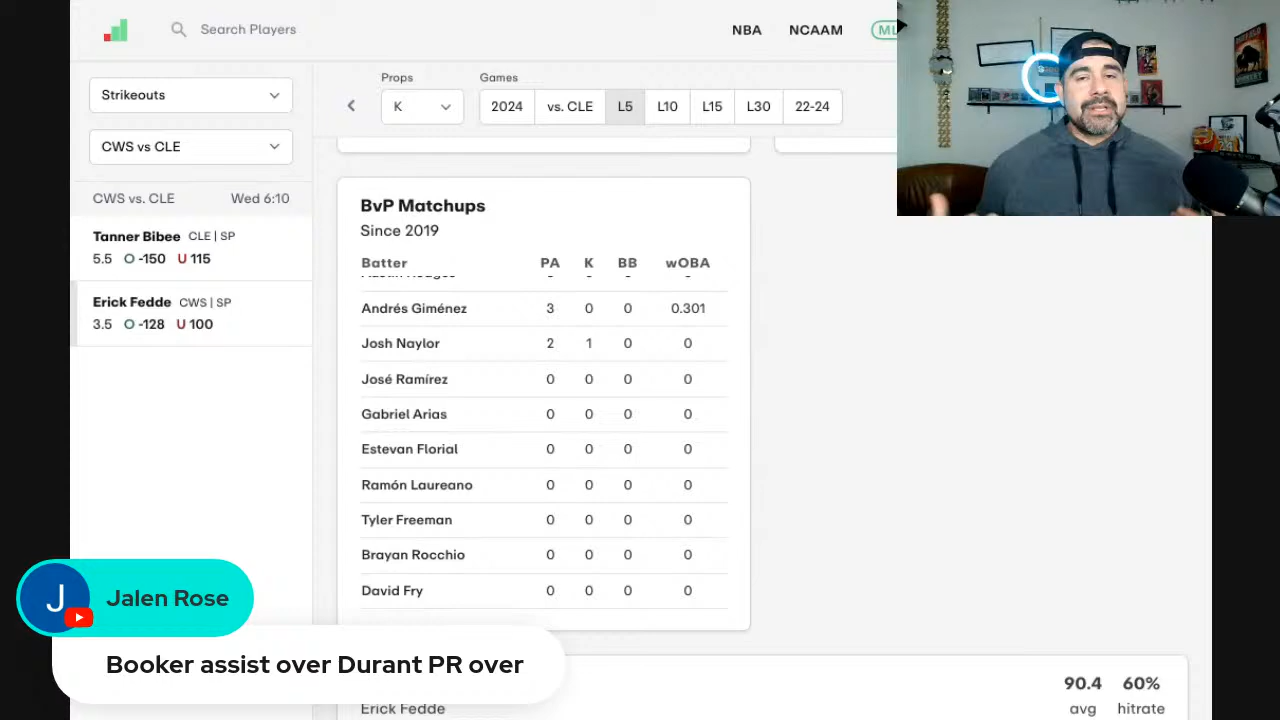 Search Players
NBA
NCAAM
Strikeouts
CWS vs CLE
CWS vs. CLE Wed 6:10
Tanner Bibee CLE | SP
5.5 O -150 U 115
Erick Fedde CWS | SP
3.5 O -128 U 100
Props
K
Games
2024 vs. CLE L5 L10 L15 L30 22-24
BvP Matchups
Since 2019
Batter PA K BB wOBA
Andrés Giménez 3 0 0 0.301
Josh Naylor 2 1 0 0
José Ramírez 0 0 0 0
Gabriel Arias 0 0 0 0
Estevan Florial 0 0 0 0
Ramón Laureano 0 0 0 0
Tyler Freeman 0 0 0 0
Brayan Rocchio 0 0 0 0
David Fry 0 0 0 0
90.4 60%
Erick Fedde avg hitrate
J Jalen Rose
Booker assist over Durant PR over